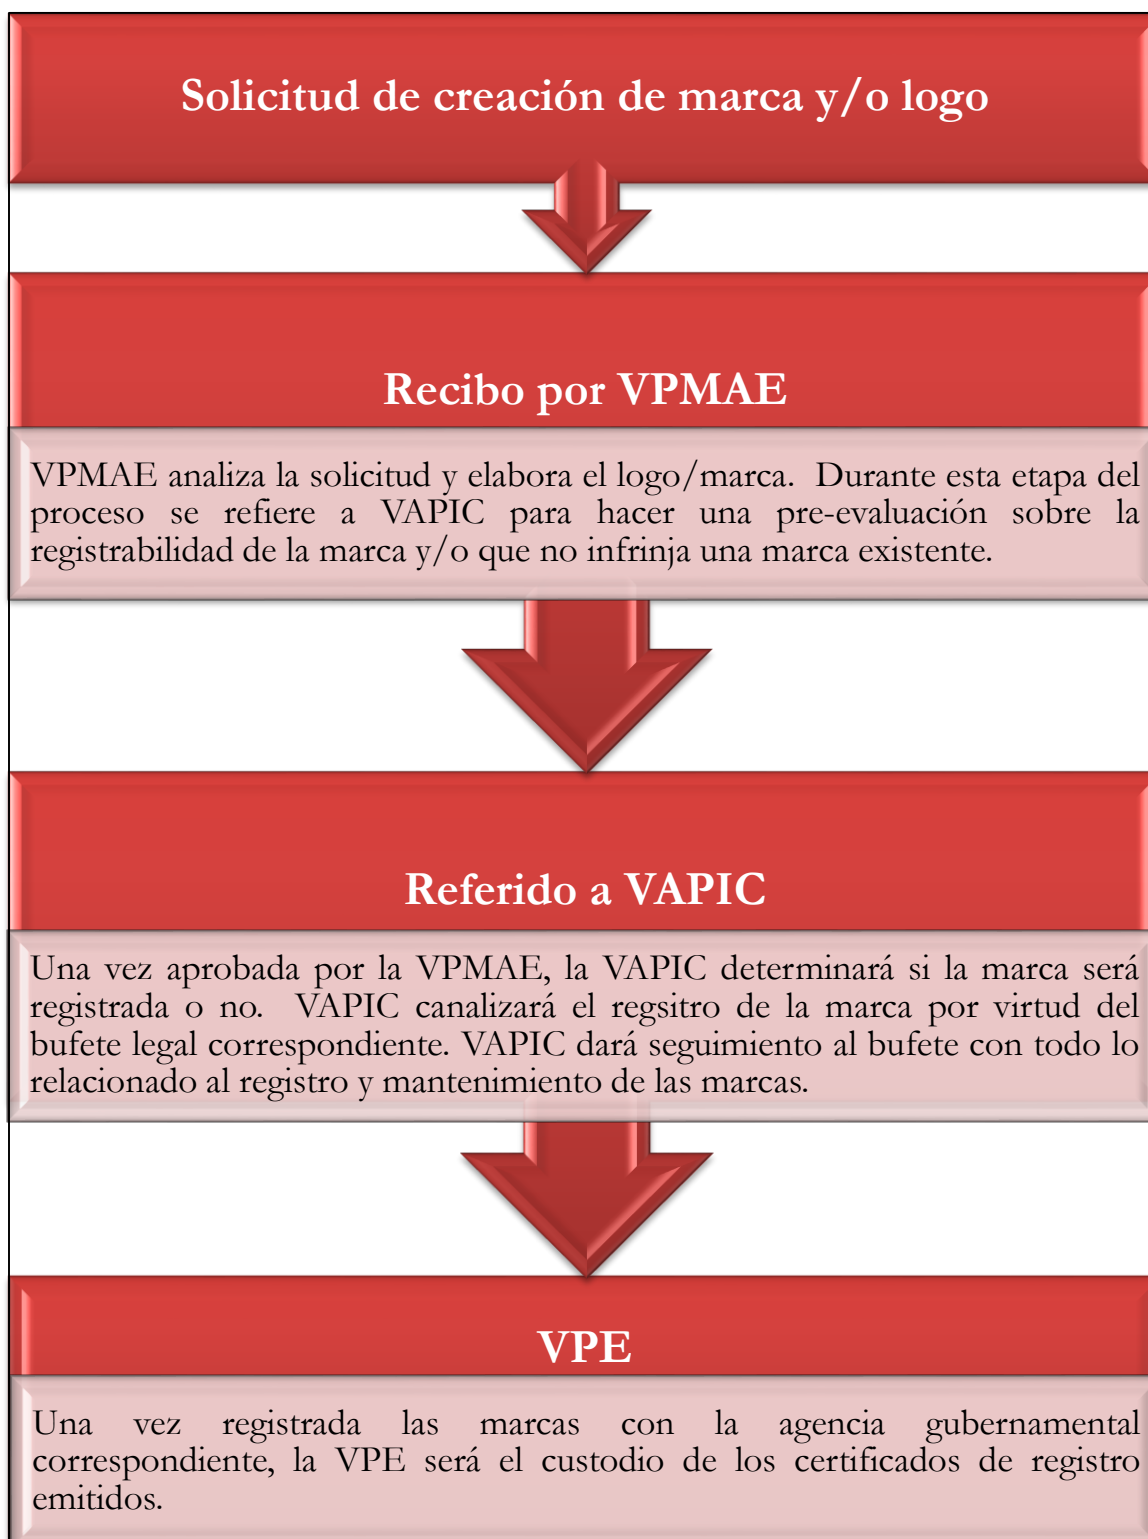 Solicitud de creación de marca y/o logo
Recibo por VPMAE
VPMAE analiza la solicitud y elabora el logo/marca. Durante esta etapa del
proceso se refiere a VAPIC para hacer una pre-evaluación sobre la
registrabilidad de la marca y/o que no infrinja una marca existente.
Referido a VAPIC
Una vez aprobada por la VPMAE, la VAPIC determinará si la marca será
registrada o no. VAPIC canalizará el regsitro de la marca por virtud del
bufete legal correspondiente. VAPIC dará seguimiento al bufete con todo lo
relacionado al registro y mantenimiento de las marcas.
VPE
Una vez registrada las marcas con la agencia gubernamental
correspondiente, la VPE será el custodio de los certificados de registro
emitidos.